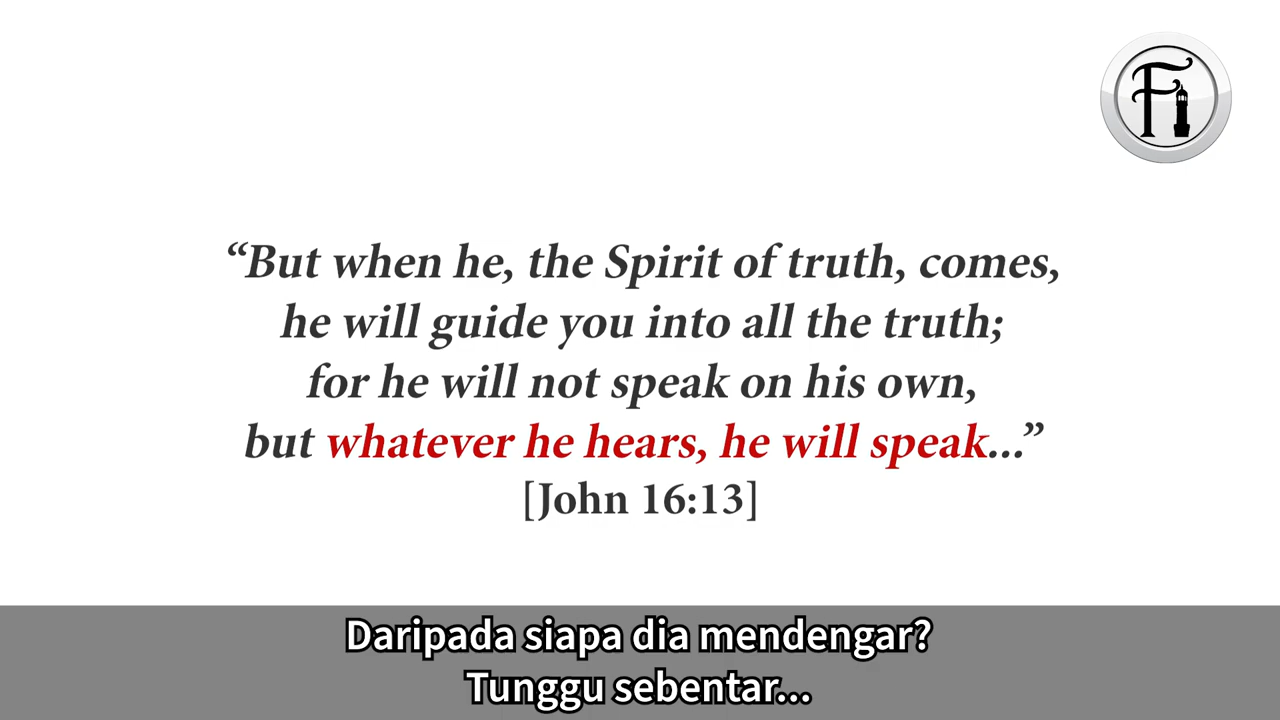 Fi
“But when he, the Spirit of truth, comes,
he will guide you into all the truth;
for he will not speak on his own,
but whatever he hears, he will speak...”
[John 16:13]
Daripada siapa dia mendengar?
Tunggu sebentar...